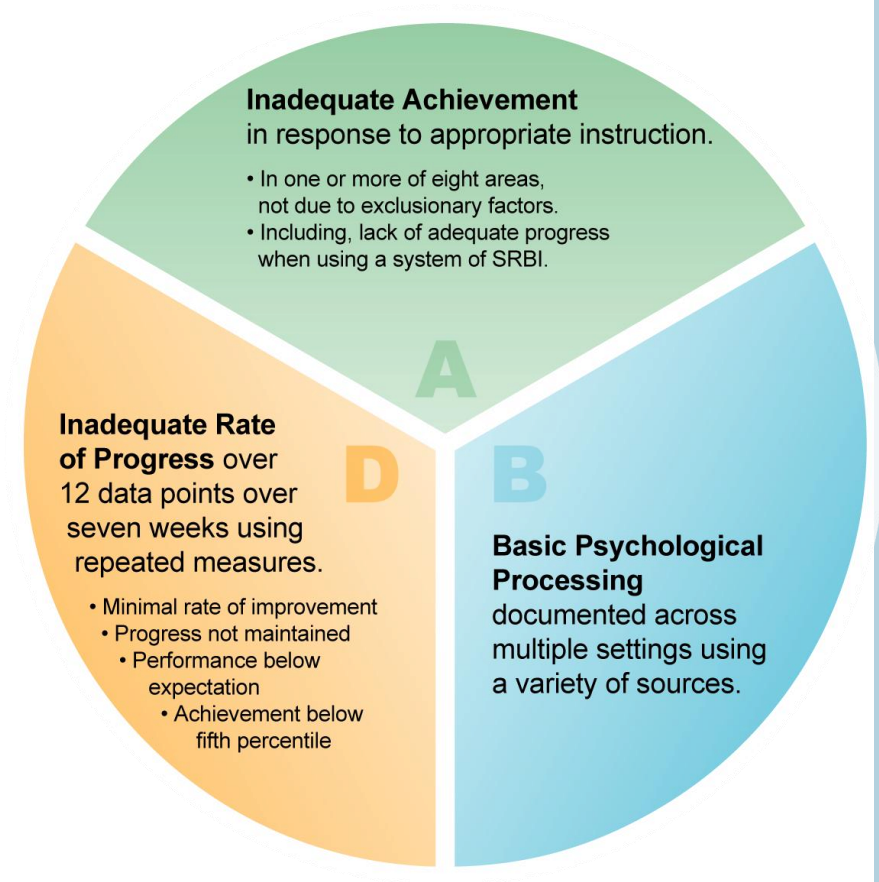 Inadequate Achievement
in response to appropriate instruction.
• In one or more of eight areas,
not due to exclusionary factors.
• Including, lack of adequate progress
when using a system of SRBI.
A
Inadequate Rate
of Progress over
12 data points over
seven weeks using
repeated measures.
• Minimal rate of improvement
• Progress not maintained
• Performance below
expectation
• Achievement below
fifth percentile
D
B
Basic Psychological
Processing
documented across
multiple settings using
a variety of sources.